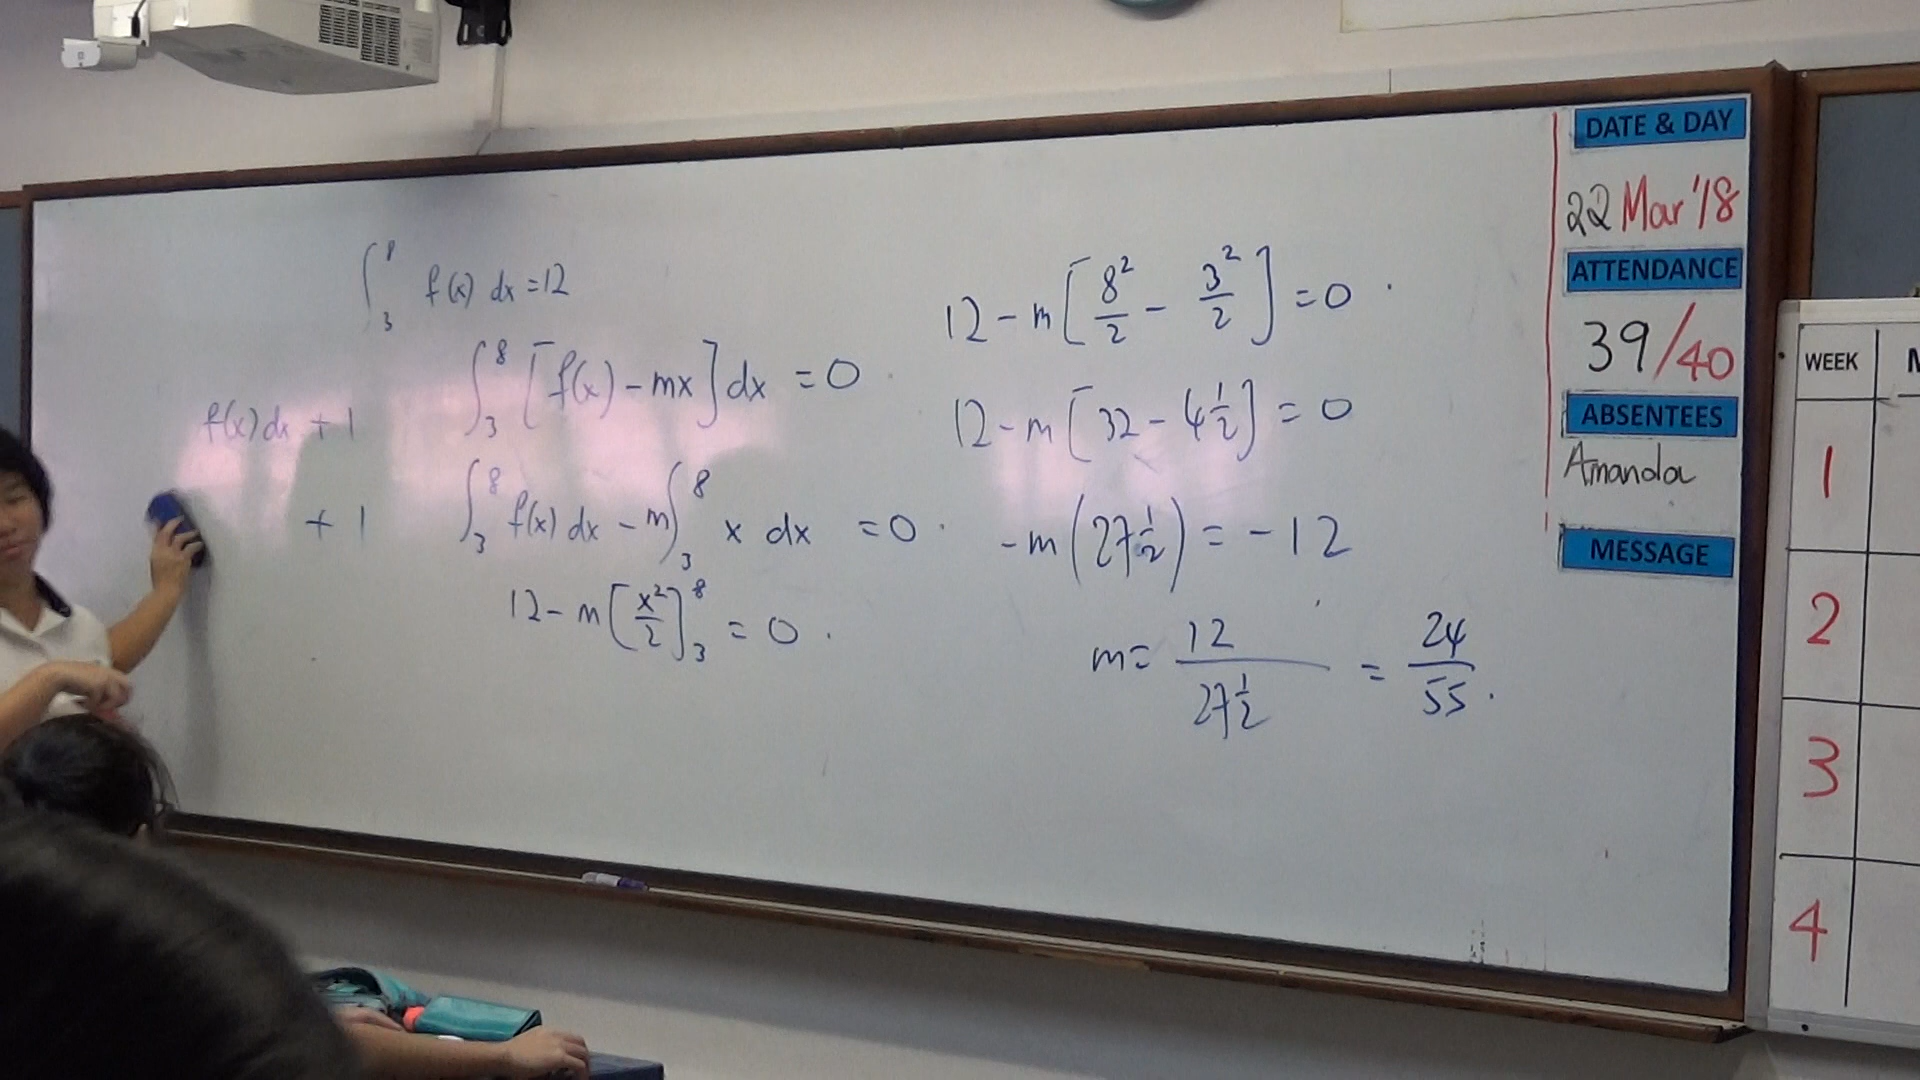 ∫₃⁸ f(x) dx = 12
∫₃⁸ [f(x) - mx] dx = 0
f(x) dx + 1
+ 1
∫₃⁸ f(x) dx - m∫₃⁸ x dx = 0
12 - m[x²/2]₃⁸ = 0
12 - m[8²/2 - 3²/2] = 0
12 - m[32 - 4½] = 0
-m(27½) = -12
m = 12/27½ = 24/55
DATE & DAY
22 Mar '18
ATTENDANCE
39/40
ABSENTEES
Amanda
MESSAGE
WEEK
1
2
3
4